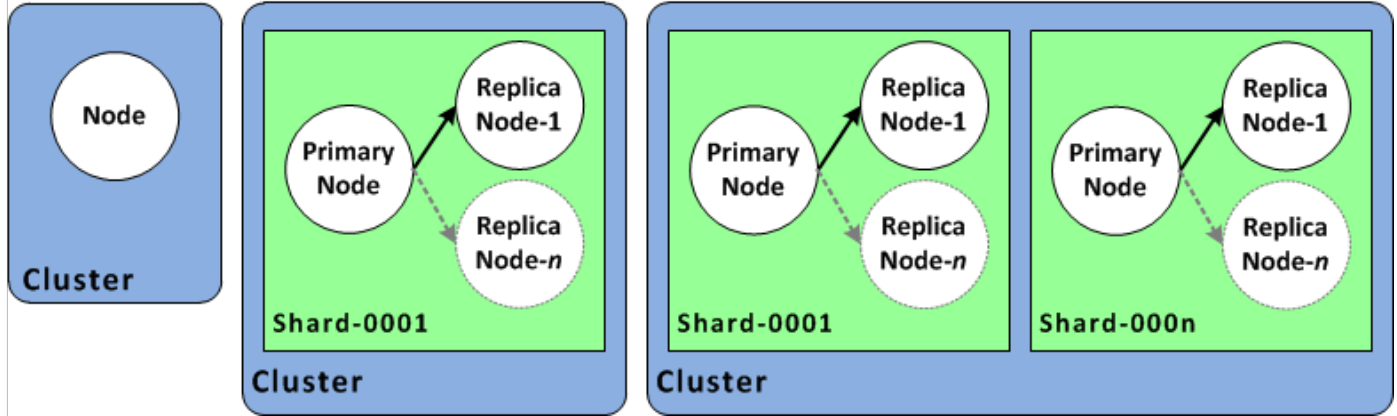 Node
Cluster
Primary
Node
Replica
Node-1
Replica
Node-n
Shard-0001
Cluster
Primary
Node
Replica
Node-1
Replica
Node-n
Shard-0001
Primary
Node
Replica
Node-1
Replica
Node-n
Shard-000n
Cluster